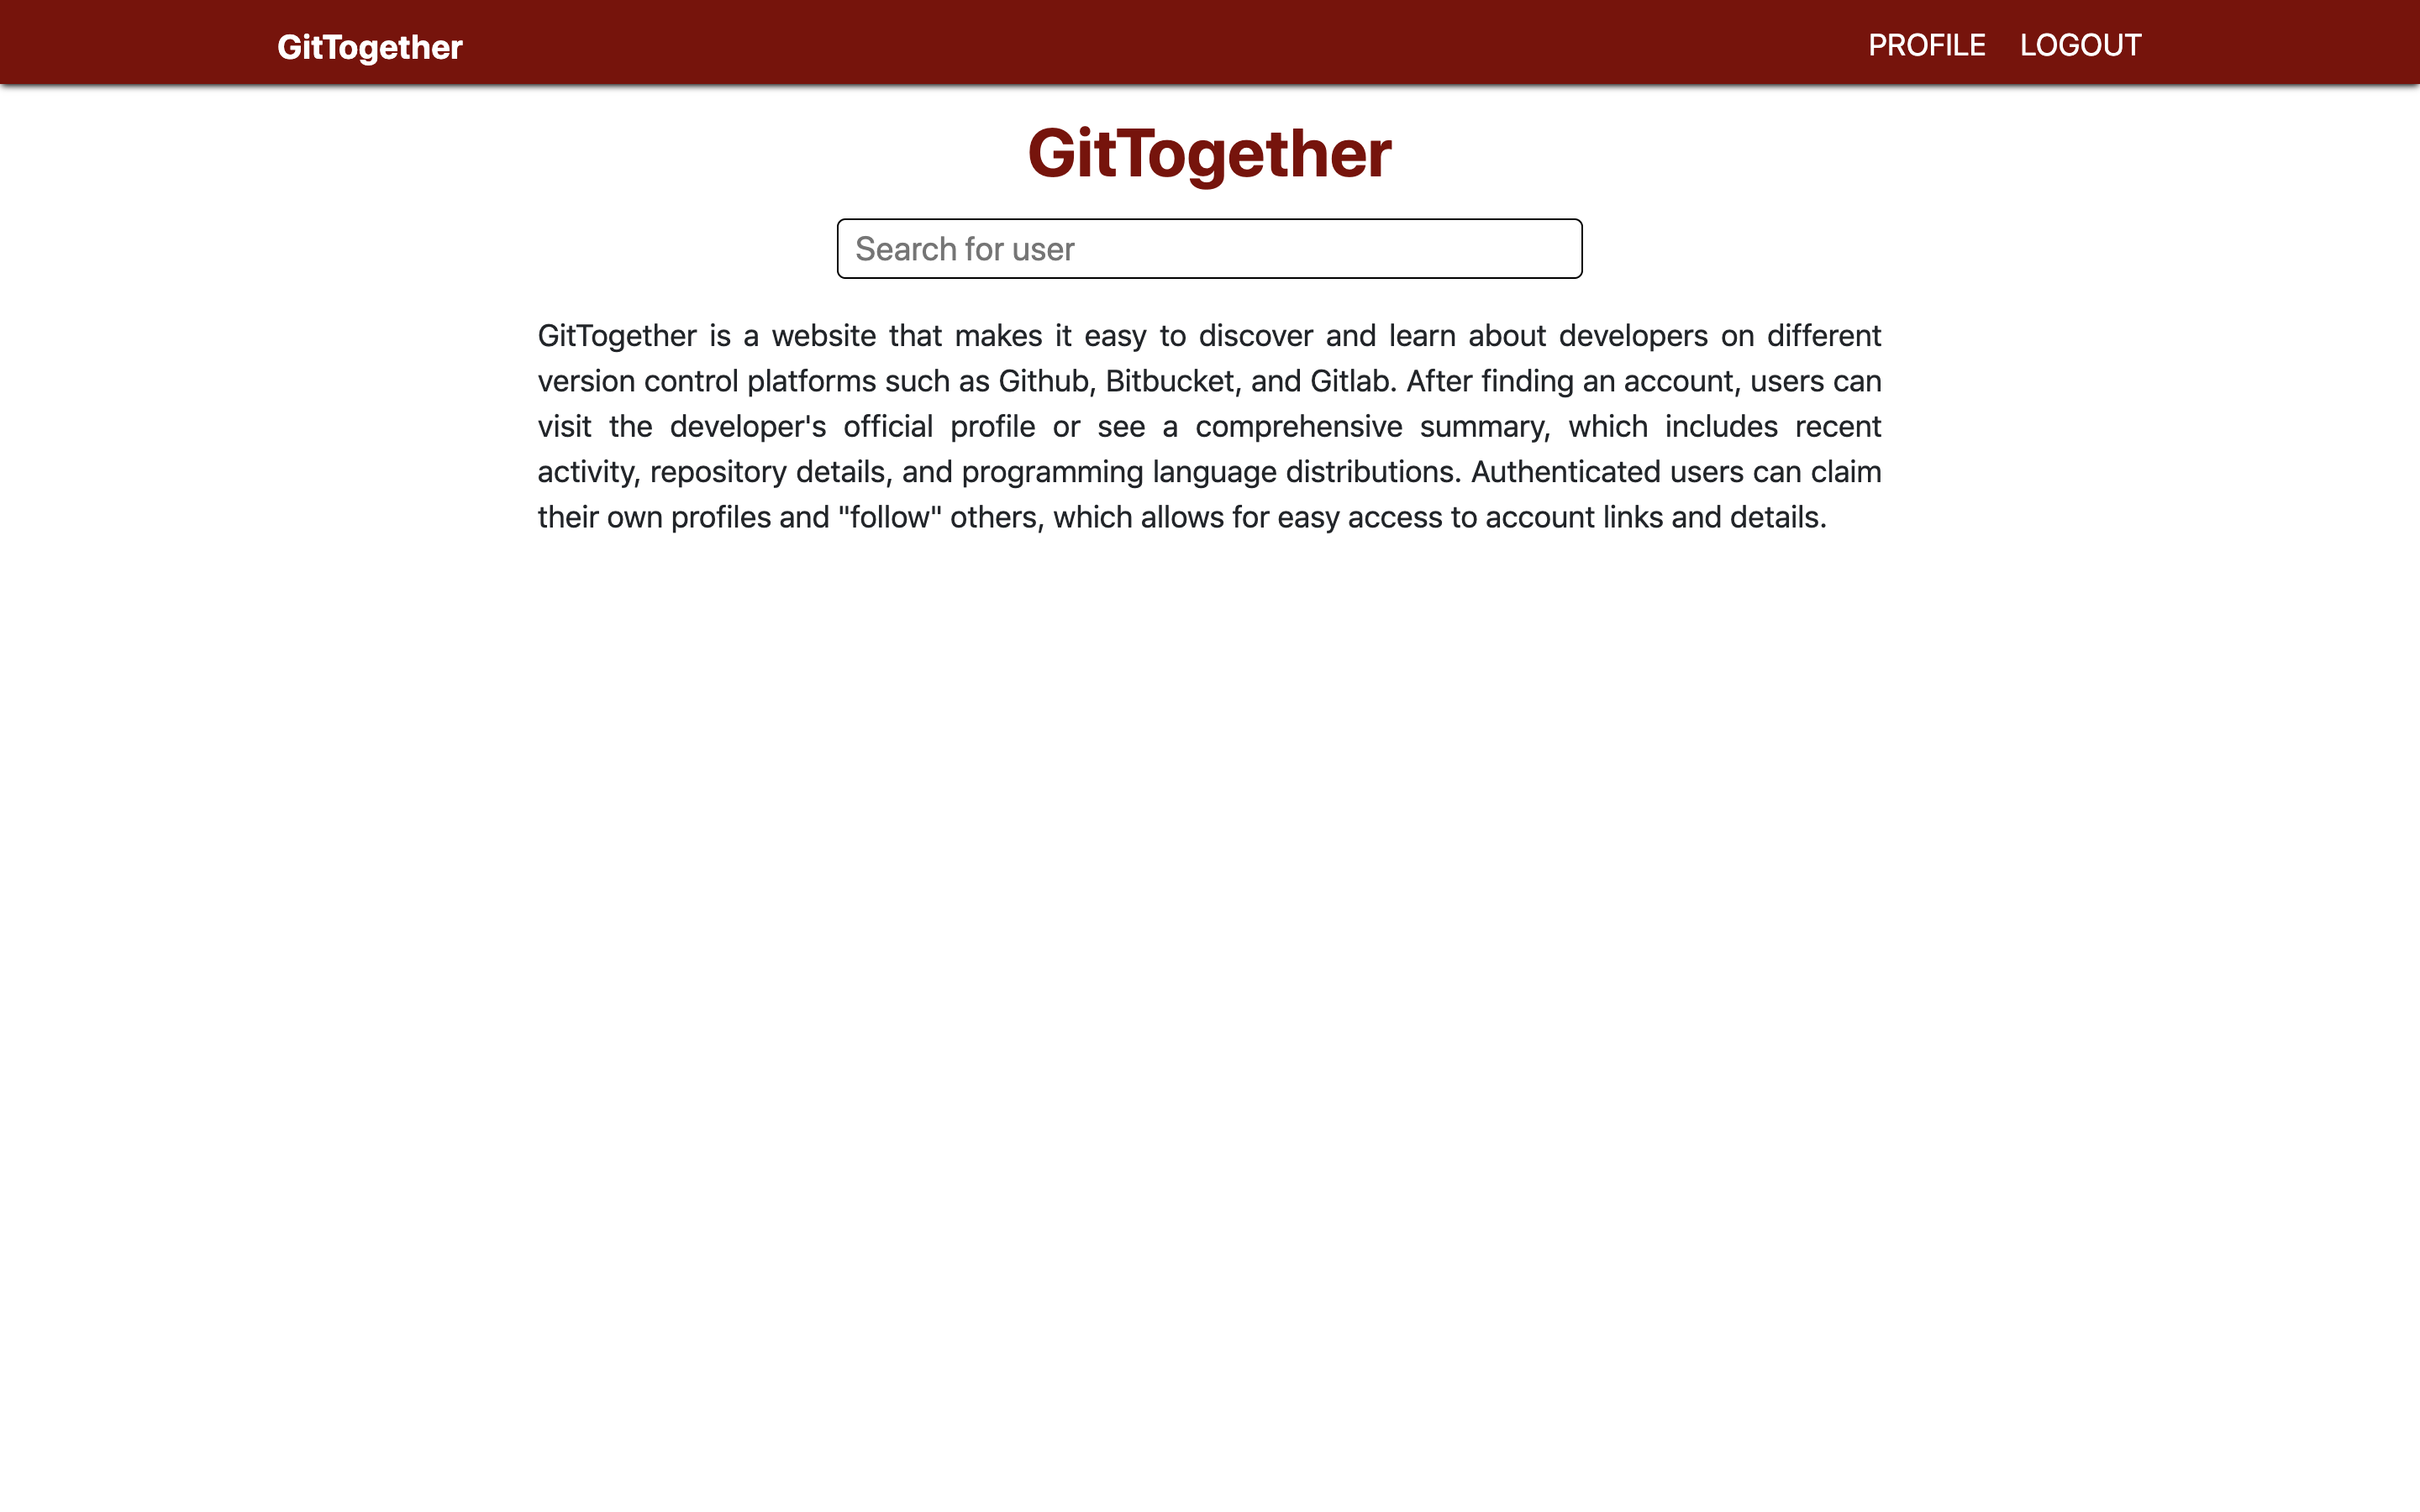 GitTogether
PROFILE LOGOUT
GitTogether
Search for user
GitTogether is a website that makes it easy to discover and learn about developers on different
version control platforms such as Github, Bitbucket, and Gitlab. After finding an account, users can
visit the developer's official profile or see a comprehensive summary, which includes recent
activity, repository details, and programming language distributions. Authenticated users can claim
their own profiles and "follow" others, which allows for easy access to account links and details.